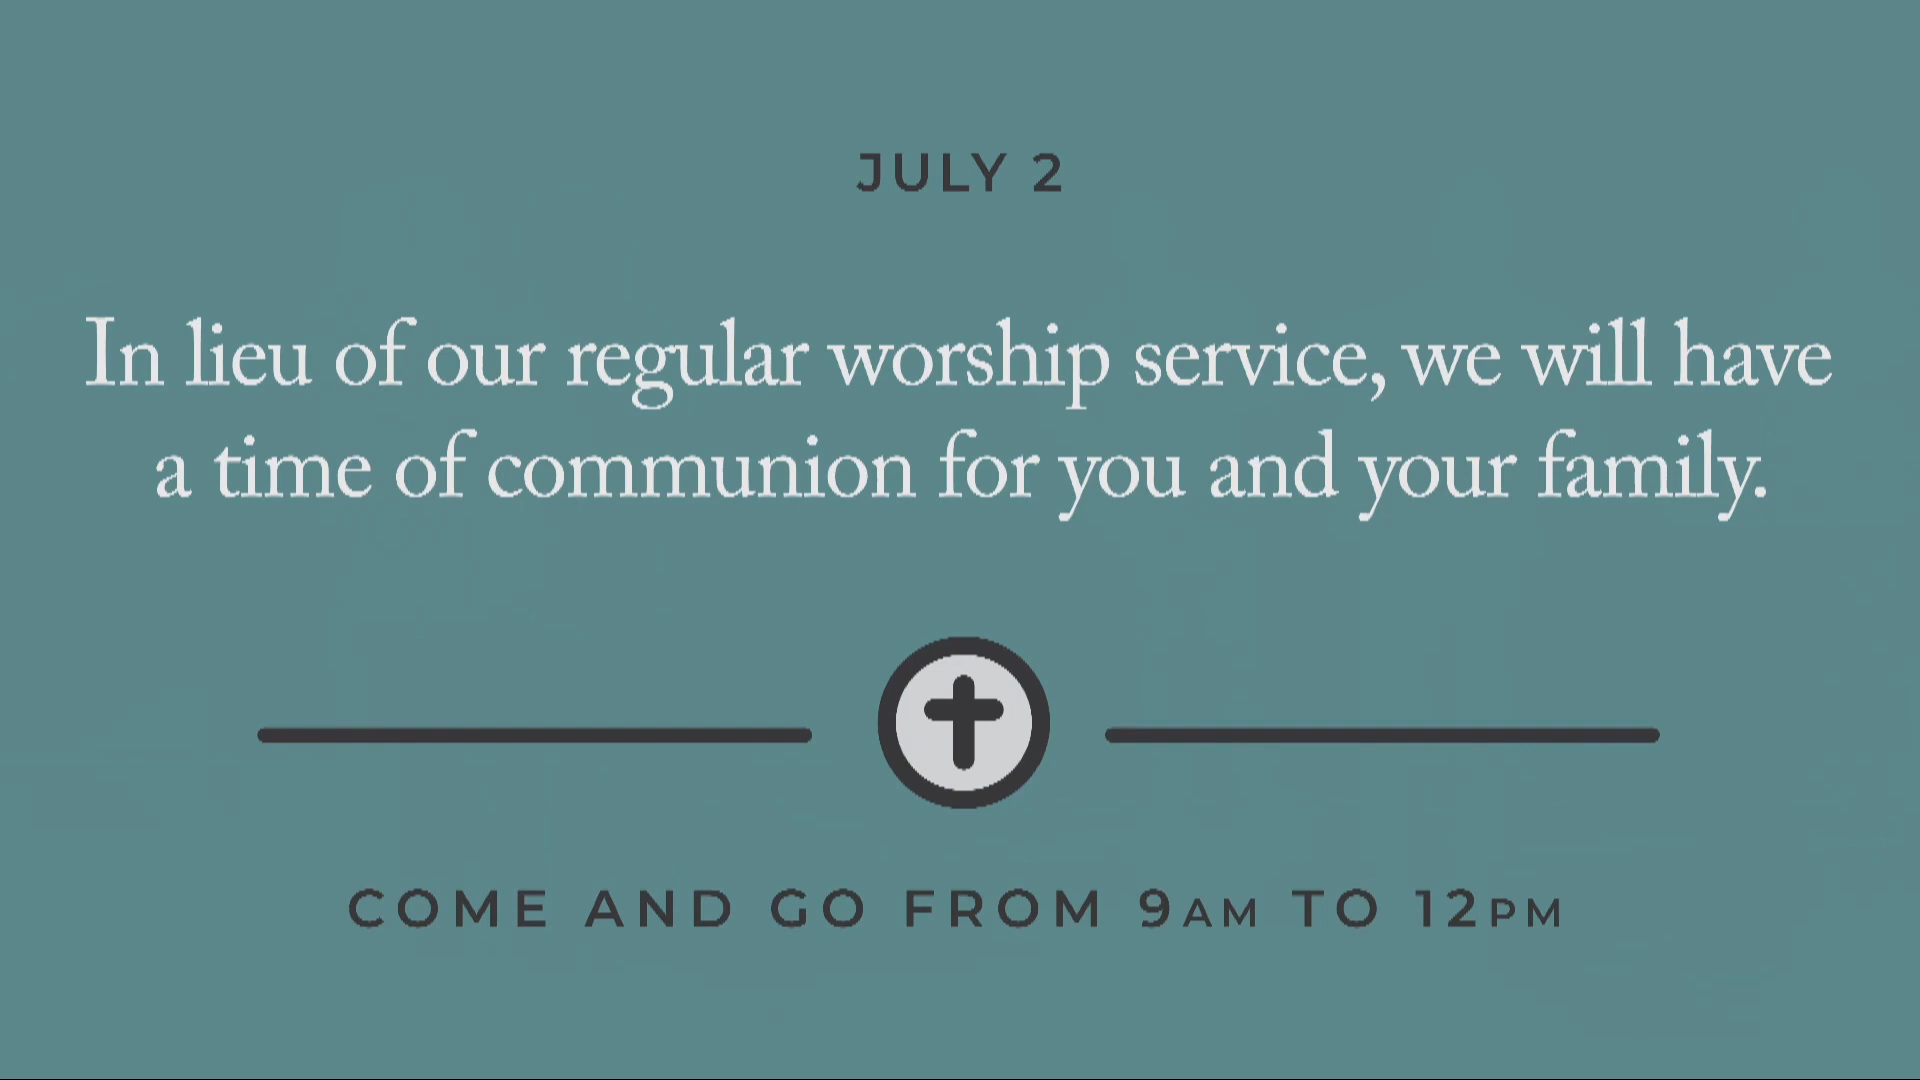 JULY 2
In lieu of our regular worship service, we will have
a time of communion for you and your family.
COME AND GO FROM 9AM TO 12PM